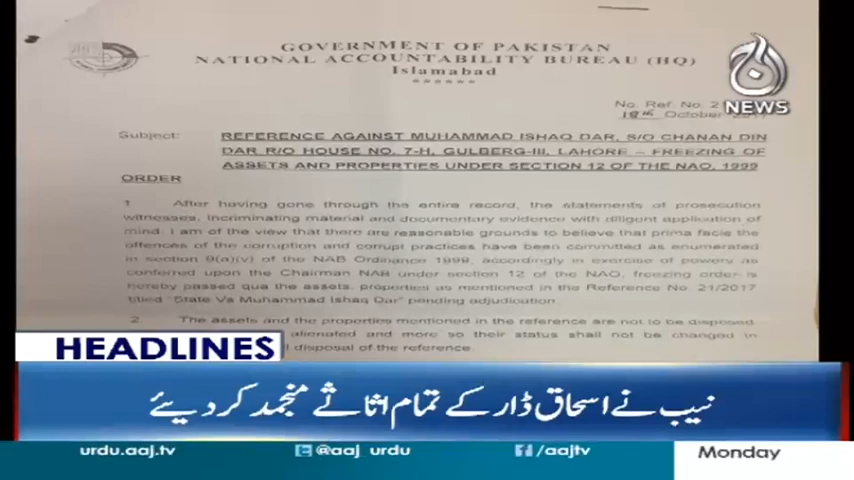 GOVERNMENT OF PAKISTAN
NATIONAL ACCOUNTABILITY BUREAU (HQ)
Islamabad
******
NEWS
No. Ref. No. 2
October 2017
Subject: REFERENCE AGAINST MUHAMMAD ISHAQ DAR, S/O CHANAN DIN
DAR R/O HOUSE NO. 7-H, GULBERG-III, LAHORE – FREEZING OF
ASSETS AND PROPERTIES UNDER SECTION 12 OF THE NAO, 1999
ORDER
1 After having gone through the entire record, the statements of prosecution
witnesses, incriminating material and documentary evidence with diligent application of
mind. I am of the view that there are reasonable grounds to believe that prima facie the
offences of the corruption and corrupt practices have been committed as enumerated
in section 9(a)(v) of the NAB Ordinance 1999, accordingly in exercise of powers as
conferred upon the Chairman NAB under section 12 of the NAO, freezing order is
hereby passed qua the assets, properties as mentioned in the Reference No. 21/2017
titled "State Vs Muhammad Ishaq Dar" pending adjudication.
2. The assets and the properties mentioned in the reference are not to be disposed
alienated and more so their status shall not be changed in
disposal of the reference.
HEADLINES
نیب نے اسحاق ڈار کے تمام اثاثے منجمد کر دیئے
urdu.aaj.tv @aaj_urdu /aajtv Monday